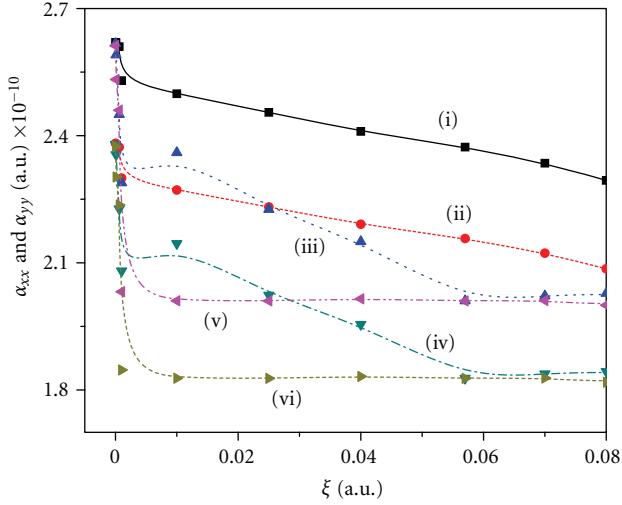 2.7
2.4
2.1
1.8
α_xx and α_yy (a.u.) ×10⁻¹⁰
(i)
(ii)
(iii)
(iv)
(v)
(vi)
0 0.02 0.04 0.06 0.08
ξ (a.u.)